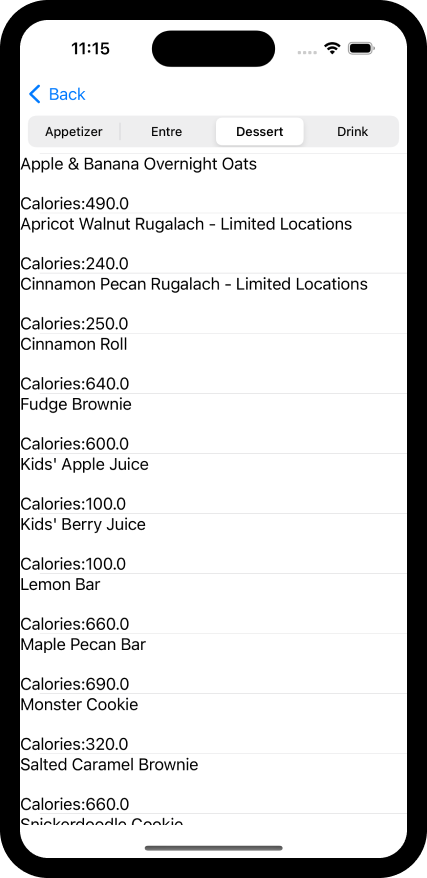 11:15
Back
Appetizer Entre Dessert Drink
Apple & Banana Overnight Oats
Calories:490.0
Apricot Walnut Rugalach - Limited Locations
Calories:240.0
Cinnamon Pecan Rugalach - Limited Locations
Calories:250.0
Cinnamon Roll
Calories:640.0
Fudge Brownie
Calories:600.0
Kids' Apple Juice
Calories:100.0
Kids' Berry Juice
Calories:100.0
Lemon Bar
Calories:660.0
Maple Pecan Bar
Calories:690.0
Monster Cookie
Calories:320.0
Salted Caramel Brownie
Calories:660.0
Snickerdoodle Cookie